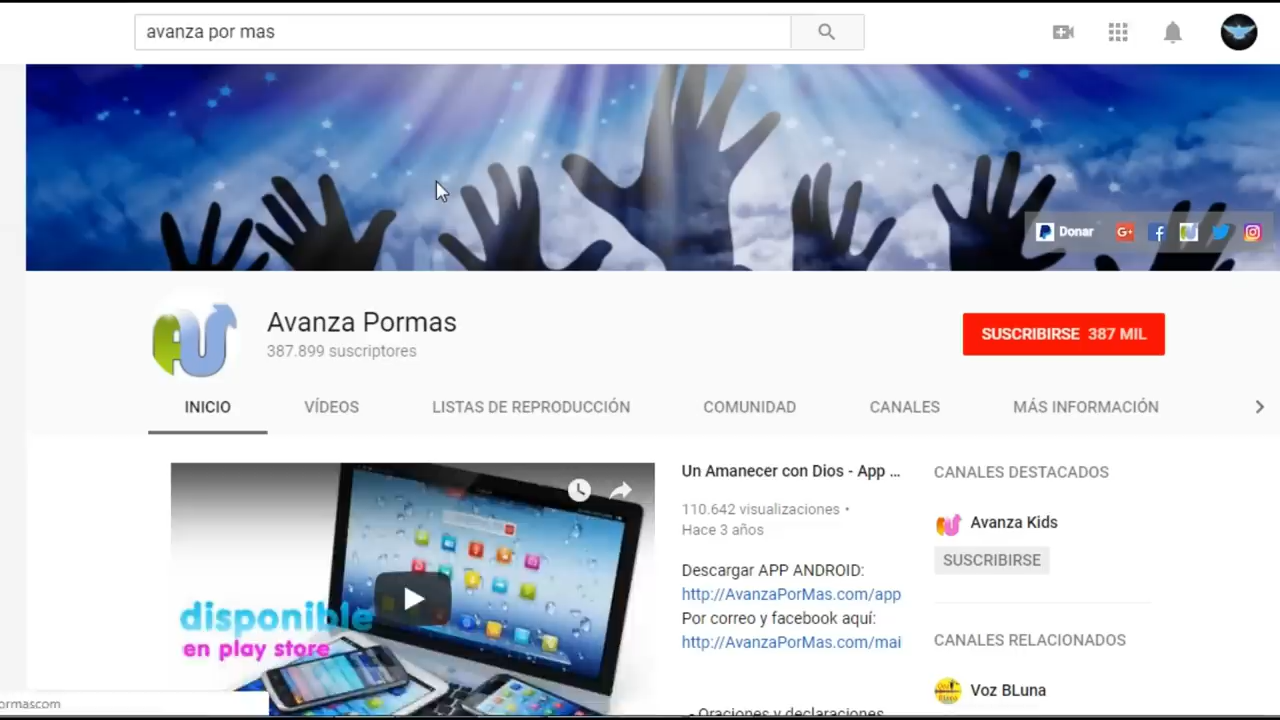 avanza por mas
Donar
Avanza Pormas
387.899 suscriptores
SUSCRIBIRSE 387 MIL
INICIO
VÍDEOS
LISTAS DE REPRODUCCIÓN
COMUNIDAD
CANALES
MÁS INFORMACIÓN
disponible
en play store
Un Amanecer con Dios - App ...
110.642 visualizaciones •
Hace 3 años
Descargar APP ANDROID:
http://AvanzaPorMas.com/app
Por correo y facebook aquí:
http://AvanzaPorMas.com/mai
- Oraciones y declaraciones
CANALES DESTACADOS
Avanza Kids
SUSCRIBIRSE
CANALES RELACIONADOS
Voz BLuna
ormascom